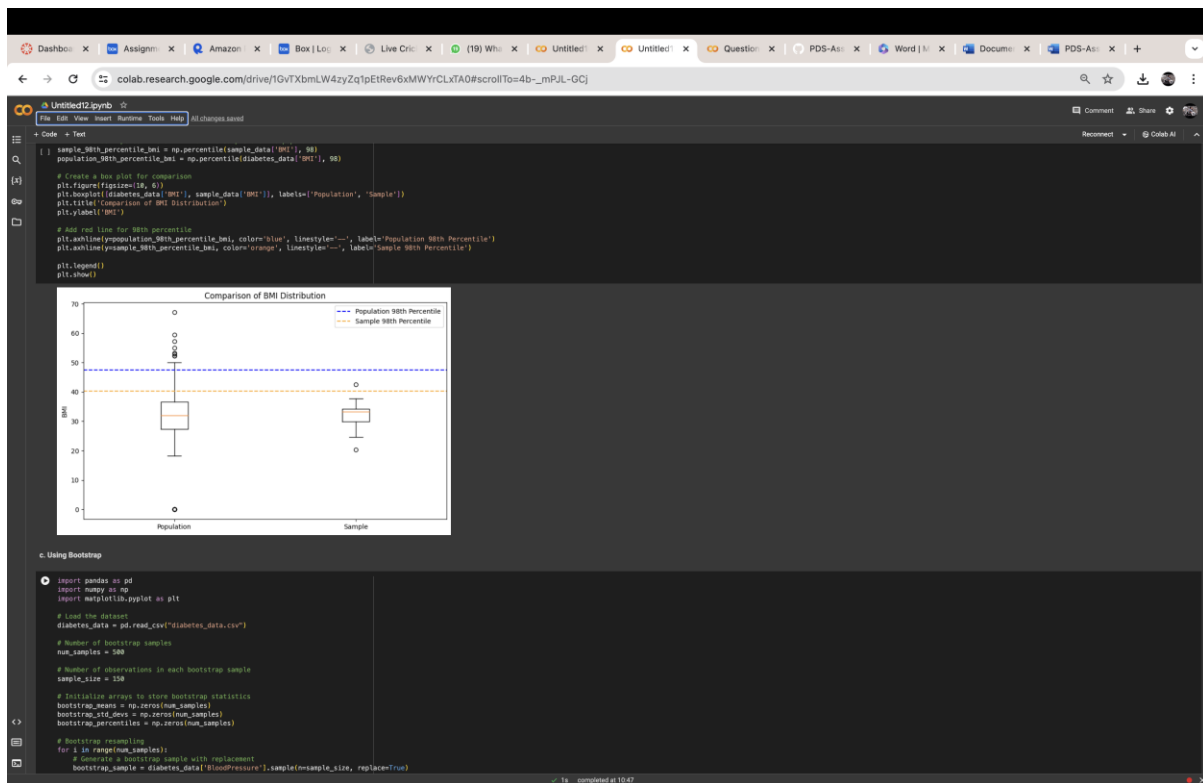 Dashboa
Assignm
Amazon
Box | Log
Live Cric
(19) Wha
Untitled1
Untitled1
Question
PDS-Ass
Word | M
Docume
PDS-Ass
colab.research.google.com/drive/1GvTXbmLW4zyZq1pEtRev6xMWYrCLxTA0#scrollTo=4b-_mPJL-GCj
Untitled12.ipynb
File Edit View Insert Runtime Tools Help All changes saved
Comment Share
+ Code + Text
Reconnect Colab AI
[ ] sample_98th_percentile_bmi = np.percentile(sample_data['BMI'], 98)
population_98th_percentile_bmi = np.percentile(diabetes_data['BMI'], 98)
# Create a box plot for comparison
plt.figure(figsize=(10, 6))
plt.boxplot([diabetes_data['BMI'], sample_data['BMI']], labels=['Population', 'Sample'])
plt.title('Comparison of BMI Distribution')
plt.ylabel('BMI')
# Add red line for 98th percentile
plt.axhline(y=population_98th_percentile_bmi, color='blue', linestyle='--', label='Population 98th Percentile')
plt.axhline(y=sample_98th_percentile_bmi, color='orange', linestyle='--', label='Sample 98th Percentile')
plt.legend()
plt.show()
Comparison of BMI Distribution
Population 98th Percentile
Sample 98th Percentile
70
60
50
40
30
20
10
0
BMI
Population
Sample
c. Using Bootstrap
import pandas as pd
import numpy as np
import matplotlib.pyplot as plt
# Load the dataset
diabetes_data = pd.read_csv("diabetes_data.csv")
# Number of bootstrap samples
num_samples = 500
# Number of observations in each bootstrap sample
sample_size = 150
# Initialize arrays to store bootstrap statistics
bootstrap_means = np.zeros(num_samples)
bootstrap_std_devs = np.zeros(num_samples)
bootstrap_percentiles = np.zeros(num_samples)
# Bootstrap resampling
for i in range(num_samples):
# Generate a bootstrap sample with replacement
bootstrap_sample = diabetes_data['BloodPressure'].sample(n=sample_size, replace=True)
1s completed at 10:47